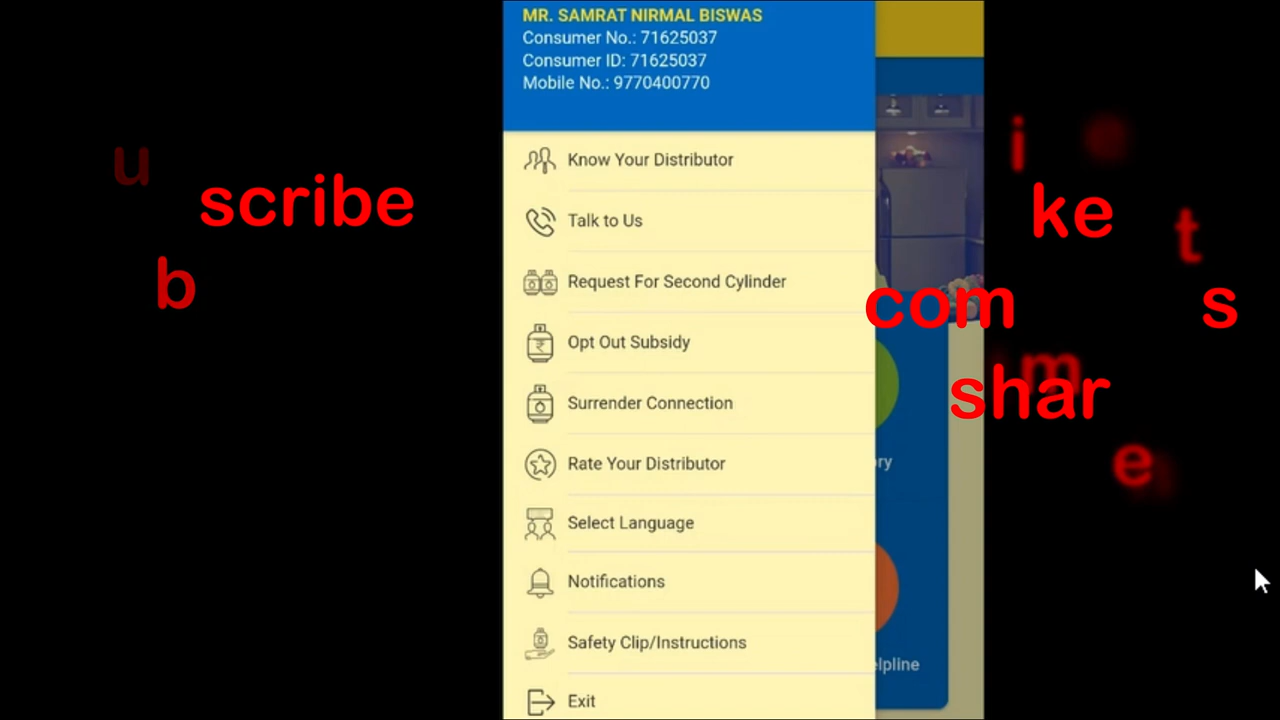 MR. SAMRAT NIRMAL BISWAS
Consumer No.: 71625037
Consumer ID: 71625037
Mobile No.: 9770400770
Know Your Distributor
Talk to Us
Request For Second Cylinder
Opt Out Subsidy
Surrender Connection
Rate Your Distributor
Select Language
Notifications
Safety Clip/Instructions
Exit
ry
elpline
u
scribe
b
i
ke
t
com
s
m
shar
e